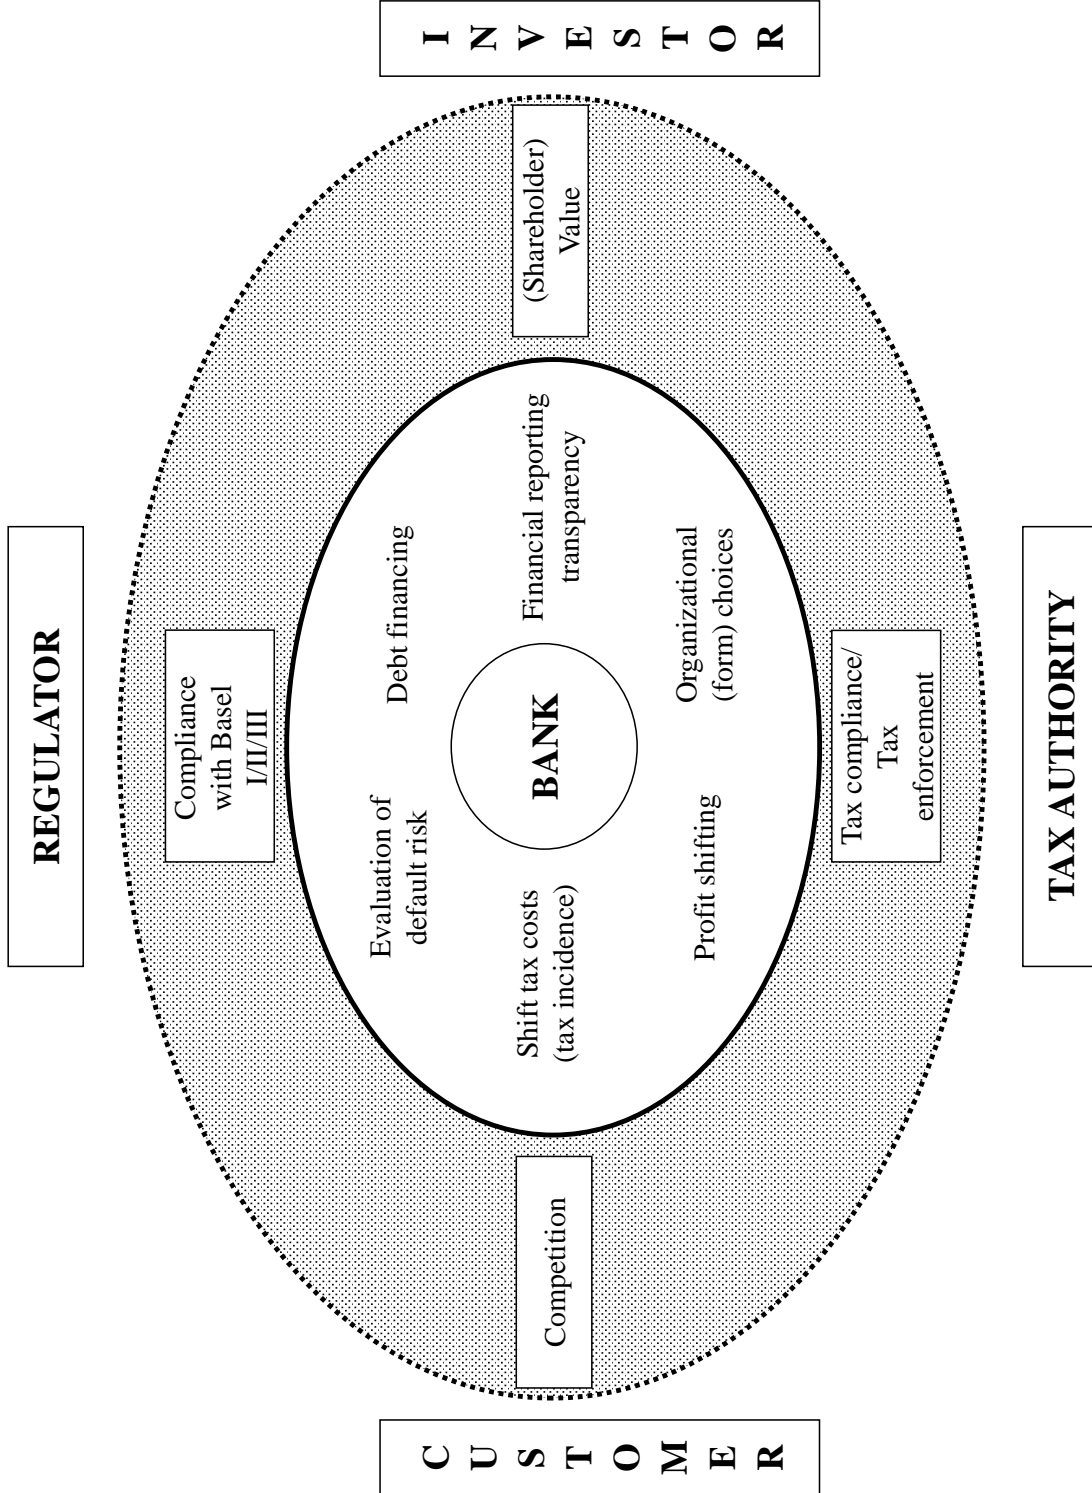 REGULATOR
Compliance
with Basel
I/II/III
Evaluation of
default risk
Debt financing
CUSTOMER
Competition
Shift tax costs
(tax incidence)
BANK
Financial reporting
transparency
(Shareholder)
Value
INVESTOR
Profit shifting
Organizational
(form) choices
Tax compliance/
Tax
enforcement
TAX AUTHORITY